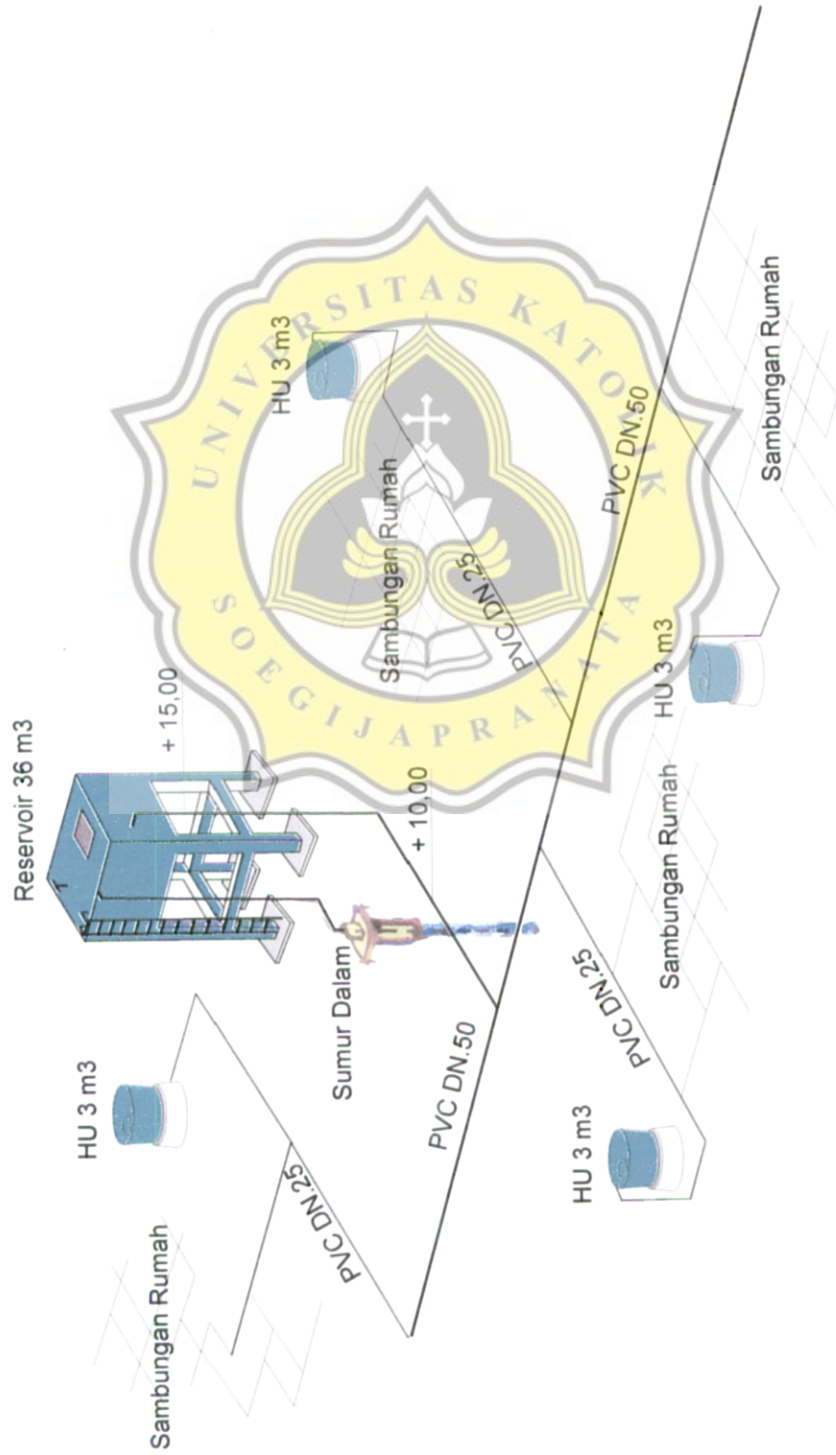 Reservoir 36 m3
+ 15,00
+ 10,00
Sumur Dalam
HU 3 m3
Sambungan Rumah
PVC DN.25
PVC DN.50
HU 3 m3
Sambungan Rumah
PVC DN.25
PVC DN.50
HU 3 m3
PVC DN.25
Sambungan Rumah
HU 3 m3
Sambungan Rumah
UNIVERSITAS KATOLIK
SOEGIJAPRANATA